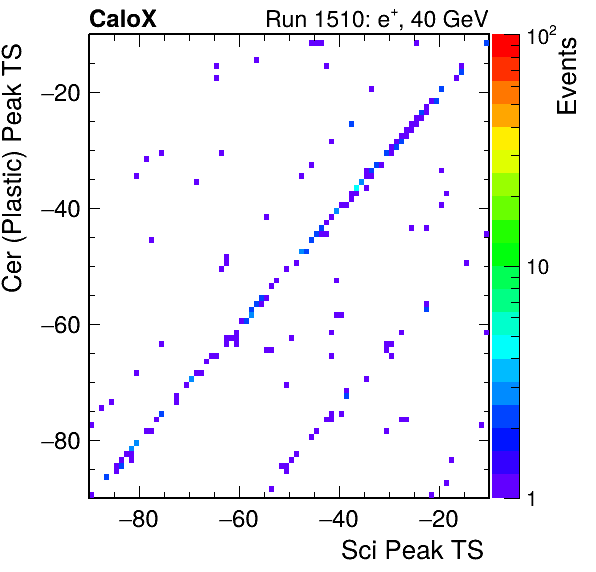 CaloX Run 1510: e⁺, 40 GeV
Cer (Plastic) Peak TS
−20
−40
−60
−80
−80 −60 −40 −20
Sci Peak TS
10²
10
1
Events